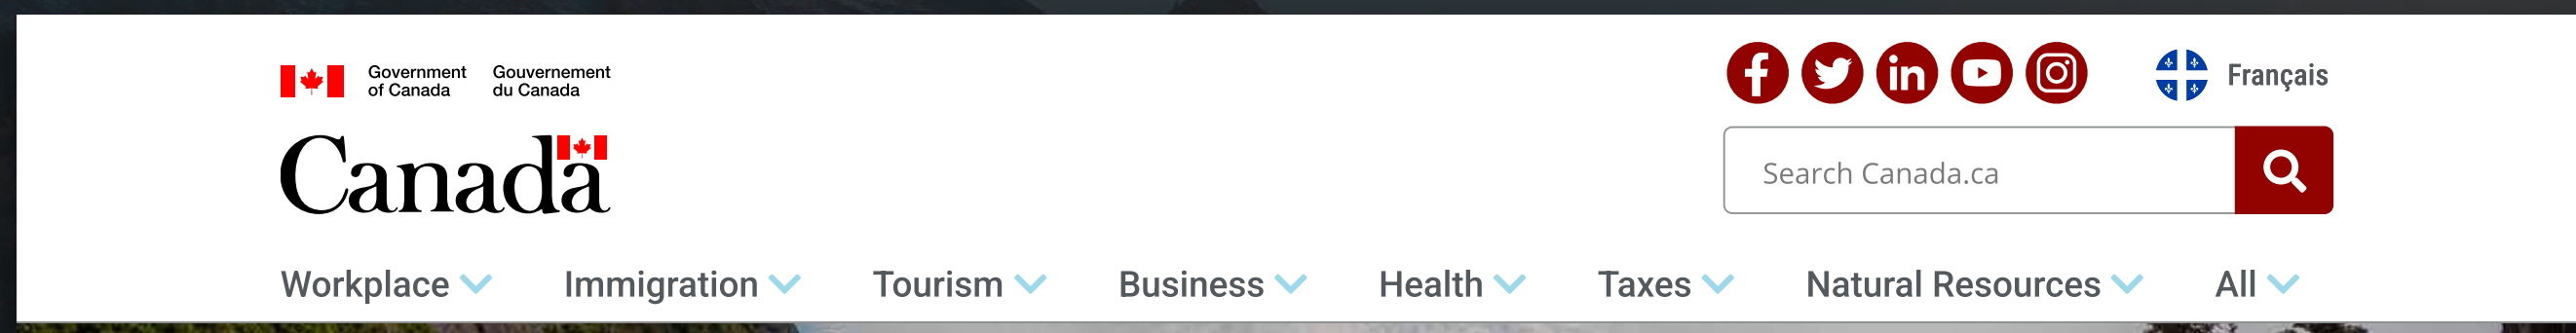 Government of Canada
Gouvernement du Canada
Français
Canada
Search Canada.ca
Workplace Immigration Tourism Business Health Taxes Natural Resources All